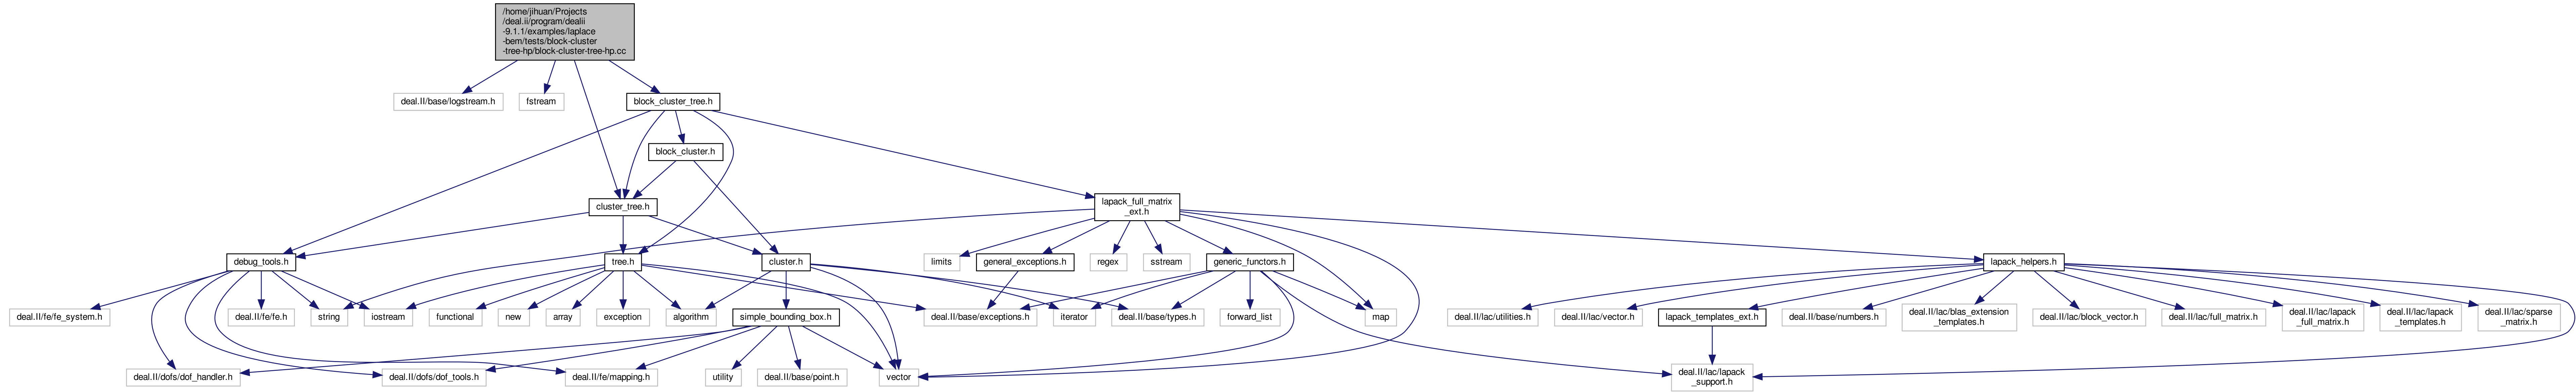 /home/jihuan/Projects
/deal.ii/program/dealii
-9.1.1/examples/laplace
-bem/tests/block-cluster
-tree-hp/block-cluster-tree-hp.cc
deal.II/base/logstream.h
fstream
block_cluster_tree.h
block_cluster.h
cluster_tree.h
lapack_full_matrix
_ext.h
debug_tools.h
tree.h
cluster.h
limits
general_exceptions.h
regex
sstream
generic_functors.h
lapack_helpers.h
deal.II/fe/fe_system.h
deal.II/fe/fe.h
string
iostream
functional
new
array
exception
algorithm
simple_bounding_box.h
deal.II/base/exceptions.h
iterator
deal.II/base/types.h
forward_list
map
deal.II/lac/utilities.h
deal.II/lac/vector.h
lapack_templates_ext.h
deal.II/base/numbers.h
deal.II/lac/blas_extension
_templates.h
deal.II/lac/block_vector.h
deal.II/lac/full_matrix.h
deal.II/lac/lapack
_full_matrix.h
deal.II/lac/lapack
_templates.h
deal.II/lac/sparse
_matrix.h
deal.II/dofs/dof_handler.h
deal.II/dofs/dof_tools.h
deal.II/fe/mapping.h
utility
deal.II/base/point.h
vector
deal.II/lac/lapack
_support.h